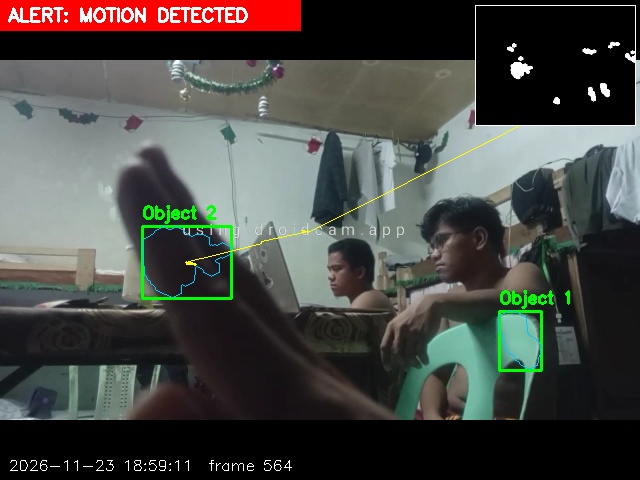 ALERT: MOTION DETECTED
Object 2
using droidcam.app
Object 1
2026-11-23 18:59:11 frame 564